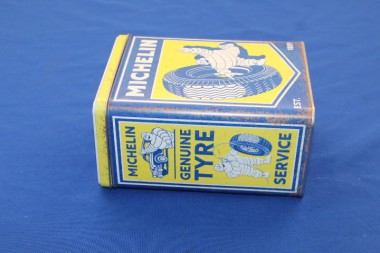 MICHELIN
EST.
MICHELIN
GENUINE
TYRE
SERVICE